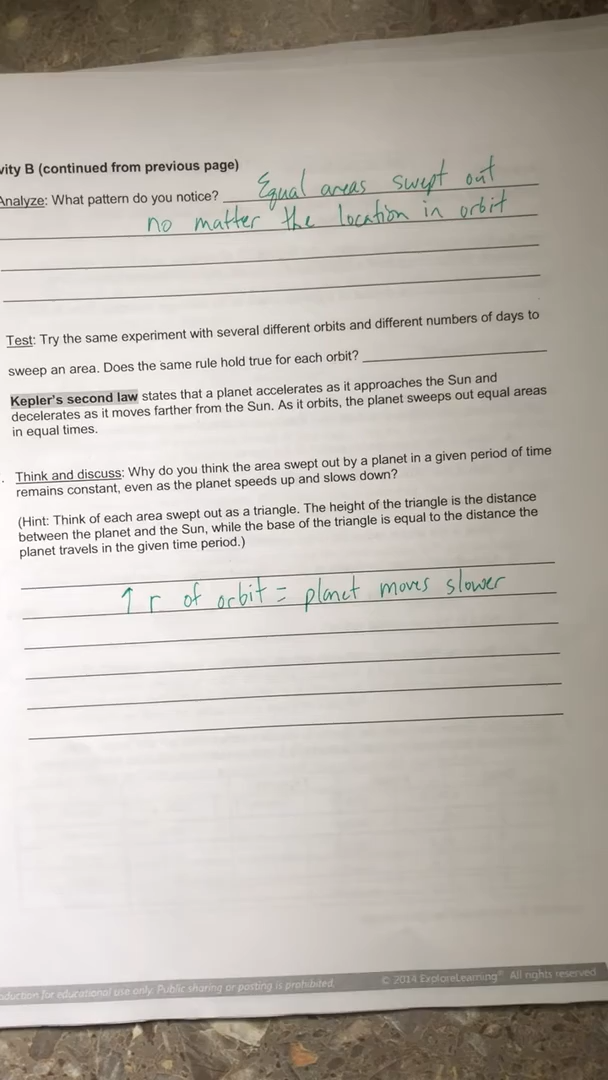 vity B (continued from previous page)
Analyze: What pattern do you notice? Equal areas swept out
no matter the location in orbit
Test: Try the same experiment with several different orbits and different numbers of days to
sweep an area. Does the same rule hold true for each orbit?
Kepler's second law states that a planet accelerates as it approaches the Sun and
decelerates as it moves farther from the Sun. As it orbits, the planet sweeps out equal areas
in equal times.
. Think and discuss: Why do you think the area swept out by a planet in a given period of time
remains constant, even as the planet speeds up and slows down?
(Hint: Think of each area swept out as a triangle. The height of the triangle is the distance
between the planet and the Sun, while the base of the triangle is equal to the distance the
planet travels in the given time period.)
↑ r of orbit = planet moves slower
oduction for educational use only. Public sharing or posting is prohibited. © 2014 ExploreLearning® All rights reserved